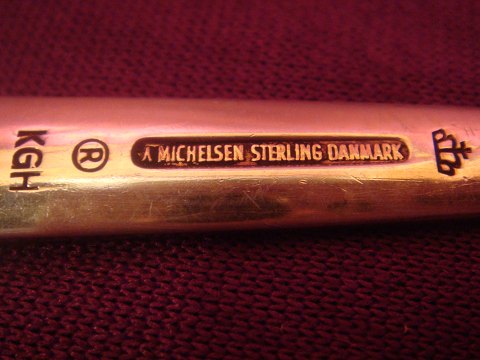 KGH
®
A MICHELSEN STERLING DANMARK